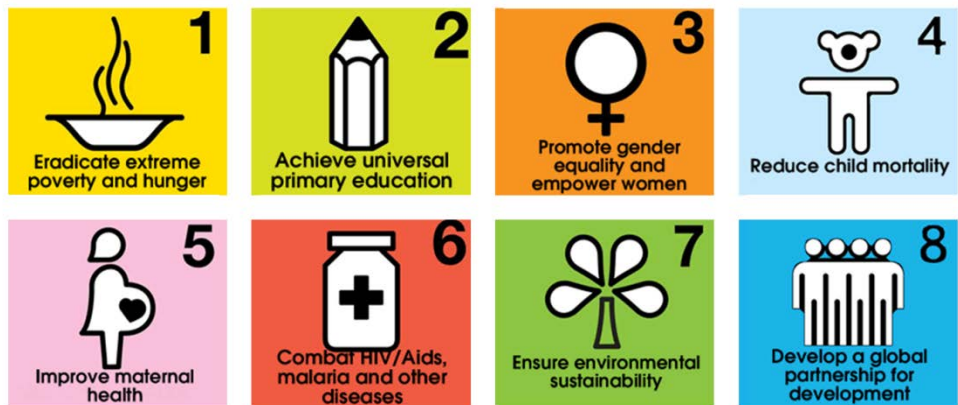 1
Eradicate extreme
poverty and hunger
2
Achieve universal
primary education
3
Promote gender
equality and
empower women
4
Reduce child mortality
5
Improve maternal
health
6
Combat HIV/Aids,
malaria and other
diseases
7
Ensure environmental
sustainability
8
Develop a global
partnership for
development